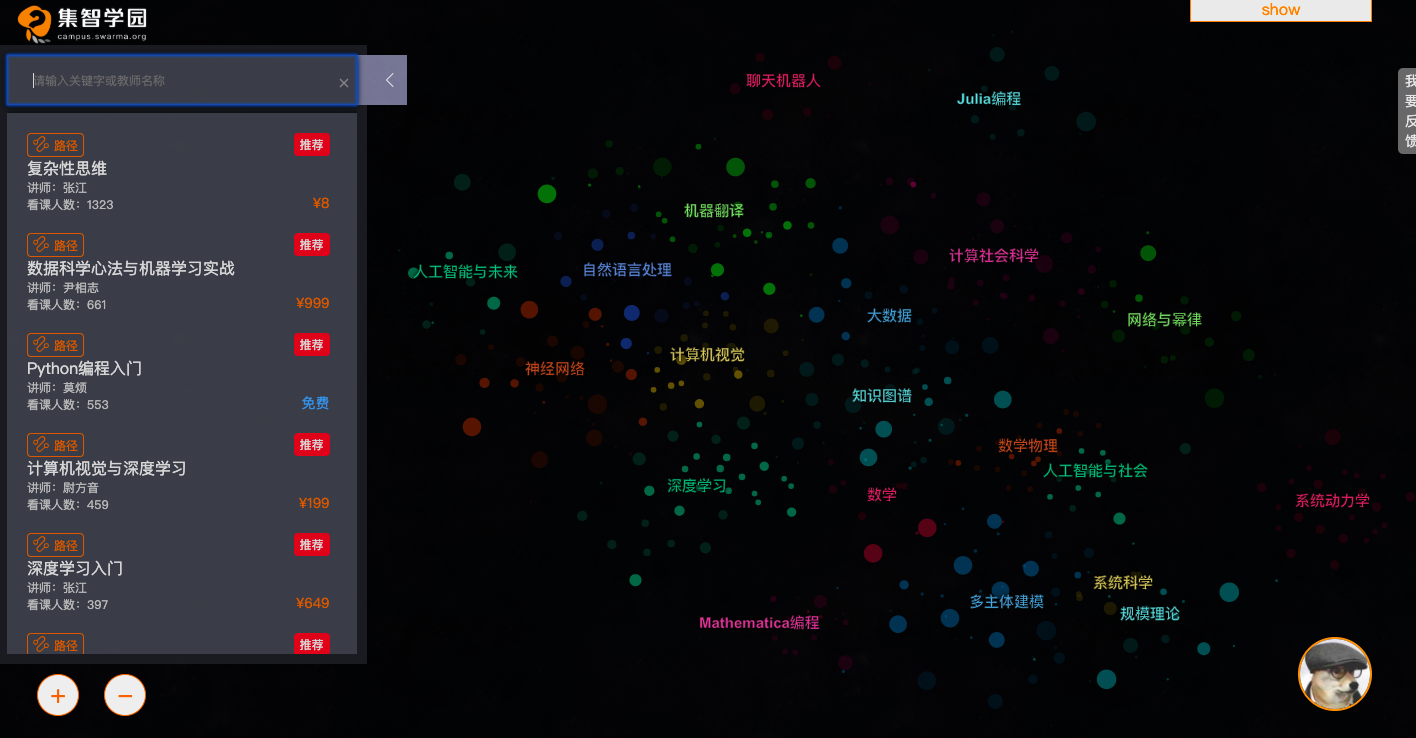 集智学园
campus.swarma.org
show
请输入关键字或教师名称
×
路径
推荐
复杂性思维
讲师：张江
看课人数：1323
¥8
路径
推荐
数据科学心法与机器学习实战
讲师：尹相志
看课人数：661
¥999
路径
推荐
Python编程入门
讲师：莫烦
看课人数：553
免费
路径
推荐
计算机视觉与深度学习
讲师：尉方音
看课人数：459
¥199
路径
推荐
深度学习入门
讲师：张江
看课人数：397
¥649
路径
推荐
+
−
聊天机器人
Julia编程
机器翻译
计算社会科学
人工智能与未来
自然语言处理
大数据
网络与幂律
计算机视觉
神经网络
知识图谱
数学物理
人工智能与社会
深度学习
数学
系统动力学
系统科学
多主体建模
规模理论
Mathematica编程
我
要
反
馈